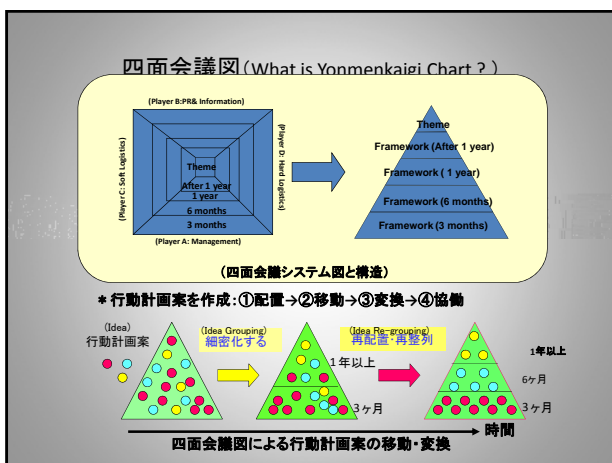 四面会議図(What is Yonmenkaigi Chart ? )
(Player B:PR& Information)
(Player C: Soft Logistics)
(Player D: Hard Logistics)
Theme
After 1 year
1 year
6 months
3 months
(Player A: Management)
Theme
Framework (After 1 year)
Framework ( 1 year)
Framework (6 months)
Framework (3 months)
(四面会議システム図と構造)
* 行動計画案を作成:①配置→②移動→③変換→④協働
(Idea)
行動計画案
(Idea Grouping)
細密化する
(Idea Re-grouping)
再配置・再整列
1年以上
3ヶ月
1年以上
6ヶ月
3ヶ月
時間
四面会議図による行動計画案の移動・変換